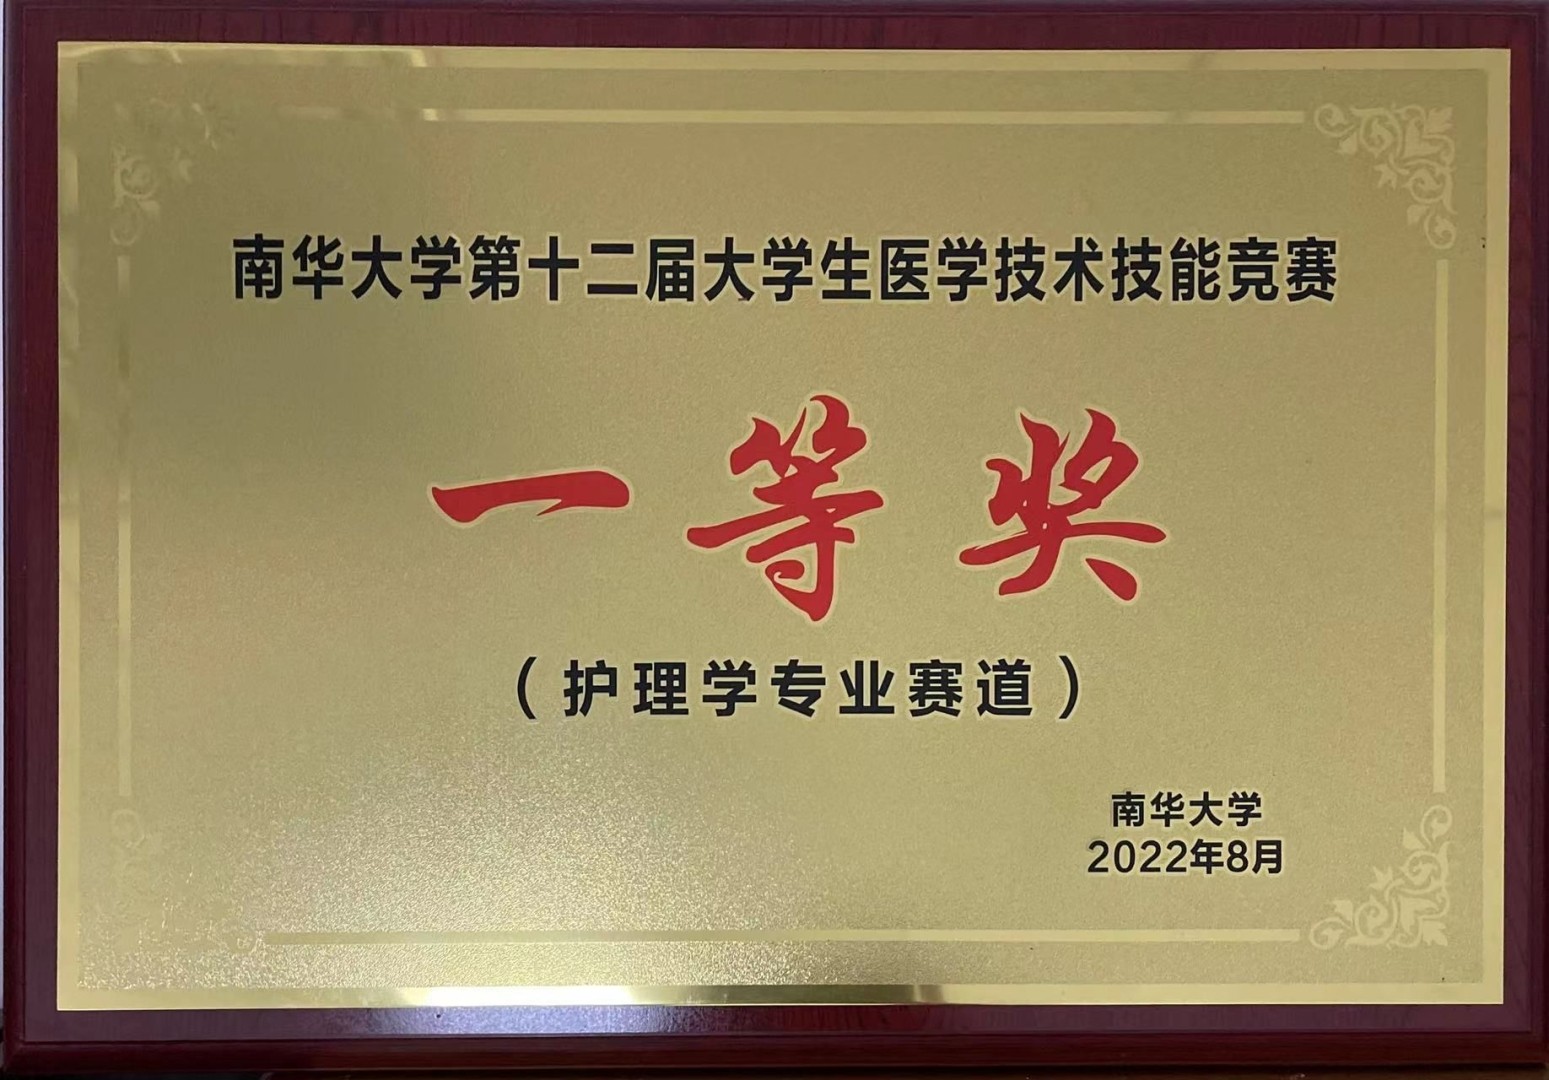 南华大学第十二届大学生医学技术技能竞赛
一等奖
（护理学专业赛道）
南华大学
2022年8月